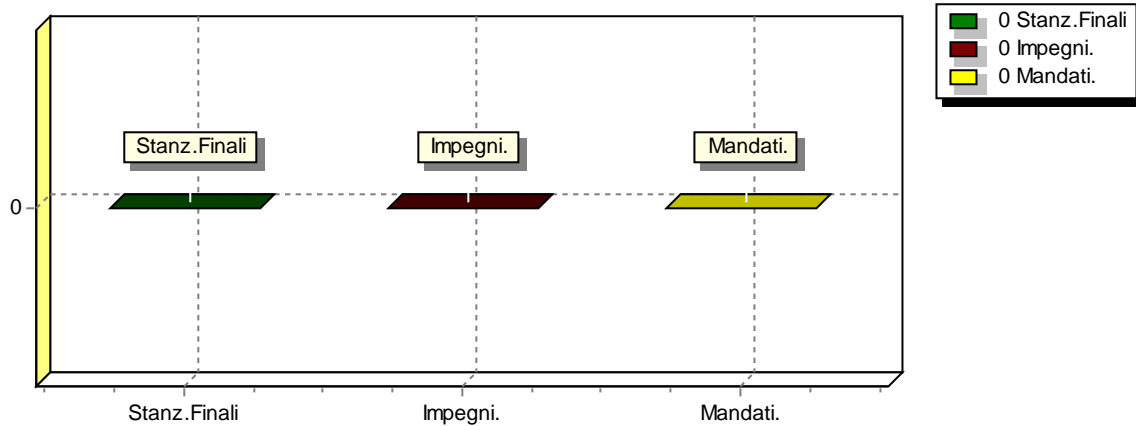 0 Stanz.Finali
0 Impegni.
0 Mandati.
Stanz.Finali
Impegni.
Mandati.
0
Stanz.Finali
Impegni.
Mandati.